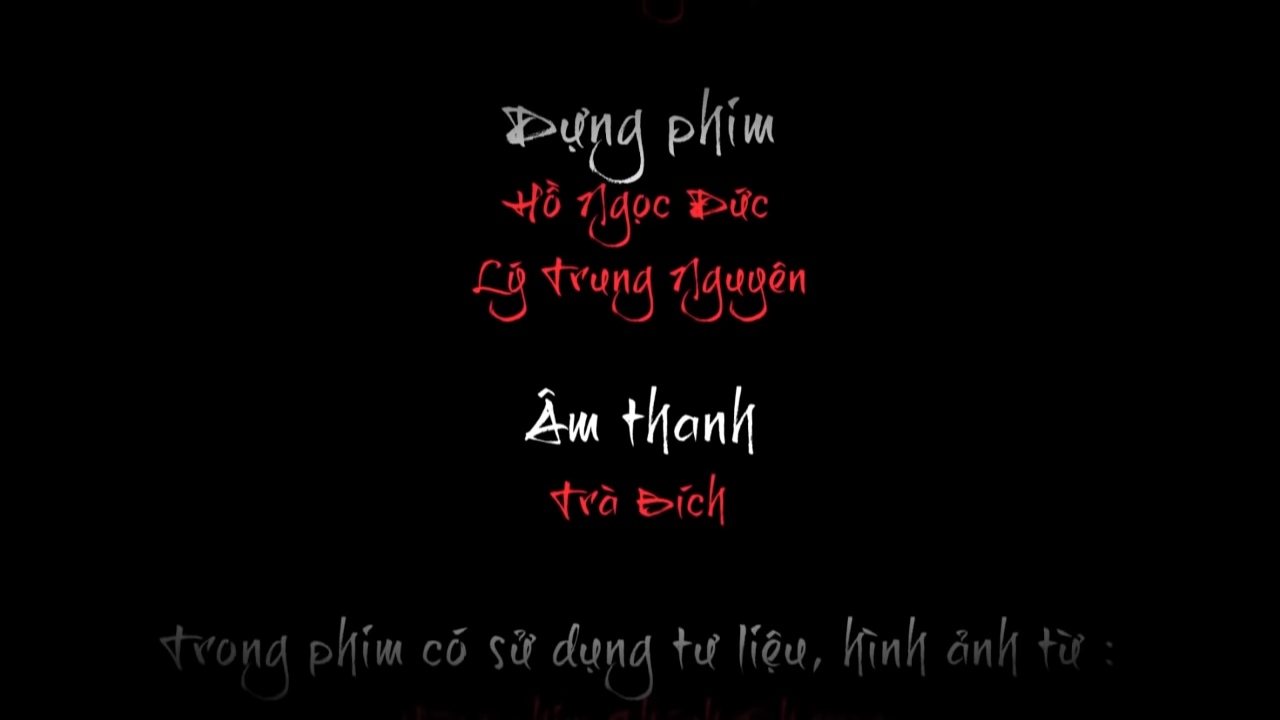 Dựng phim
Hồ Ngọc Đức
Lý Trung Nguyên
Âm thanh
Trà Bích
Trong phim có sử dụng tư liệu, hình ảnh từ :